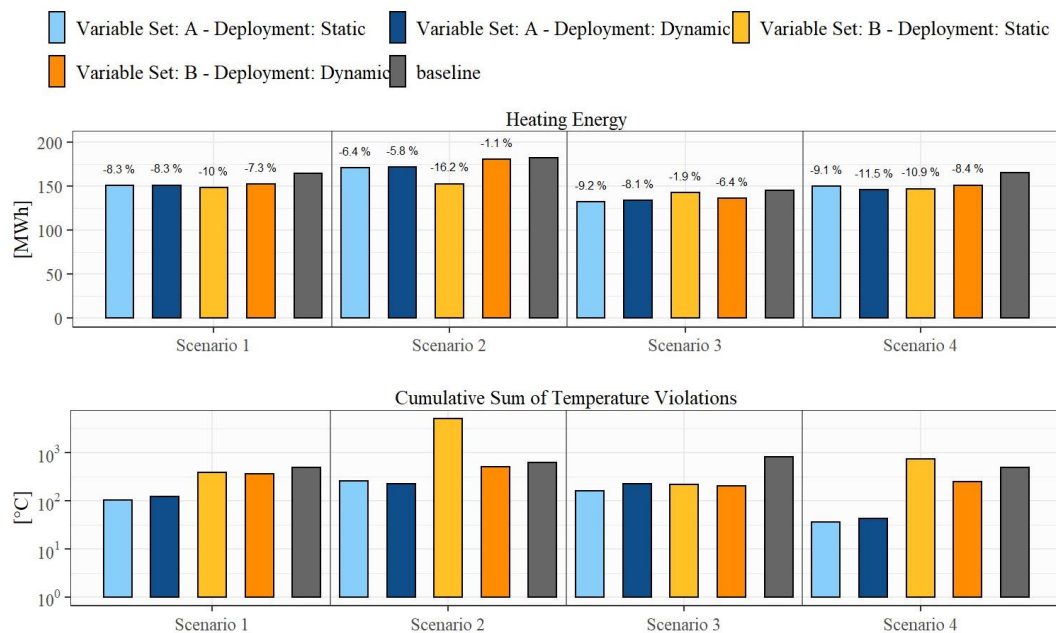 Variable Set: A - Deployment: Static Variable Set: A - Deployment: Dynamic Variable Set: B - Deployment: Static
Variable Set: B - Deployment: Dynamic baseline
Heating Energy
[MWh]
200
150
100
50
0
-8.3 % -8.3 % -10 % -7.3 % -6.4 % -5.8 % -16.2 % -1.1 % -9.2 % -8.1 % -1.9 % -6.4 % -9.1 % -11.5 % -10.9 % -8.4 %
Scenario 1 Scenario 2 Scenario 3 Scenario 4
Cumulative Sum of Temperature Violations
[°C]
10³
10²
10¹
10⁰
Scenario 1 Scenario 2 Scenario 3 Scenario 4